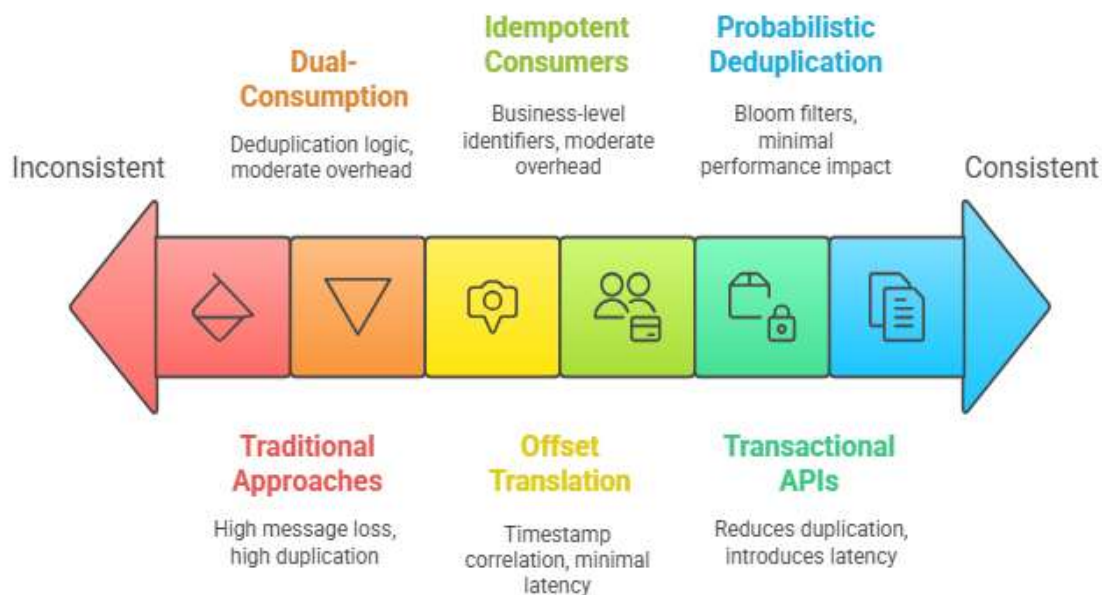 Idempotent
Consumers
Probabilistic
Deduplication
Dual-
Consumption
Business-level
identifiers, moderate
overhead
Bloom filters,
minimal
performance impact
Deduplication logic,
moderate overhead
Inconsistent
Consistent
Traditional
Approaches
Offset
Translation
Transactional
APIs
High message loss,
high duplication
Timestamp
correlation, minimal
latency
Reduces duplication,
introduces latency